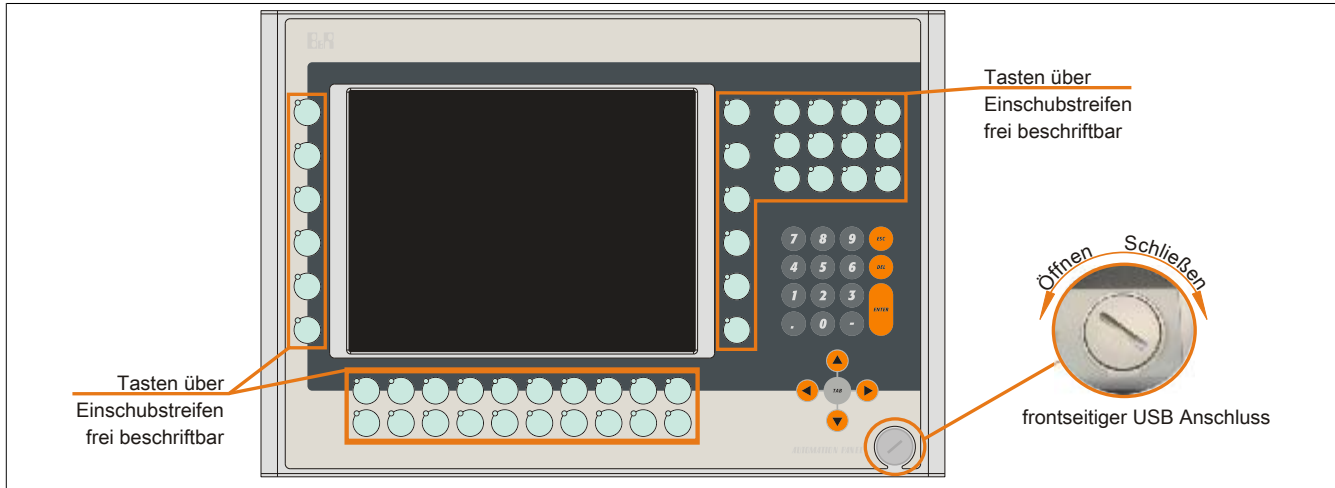 B&R
Tasten über
Einschubstreifen
frei beschriftbar
7 8 9 ESC
4 5 6 DEL
1 2 3 ENTER
. 0 -
TAB
Öffnen Schließen
frontseitiger USB Anschluss
Tasten über
Einschubstreifen
frei beschriftbar